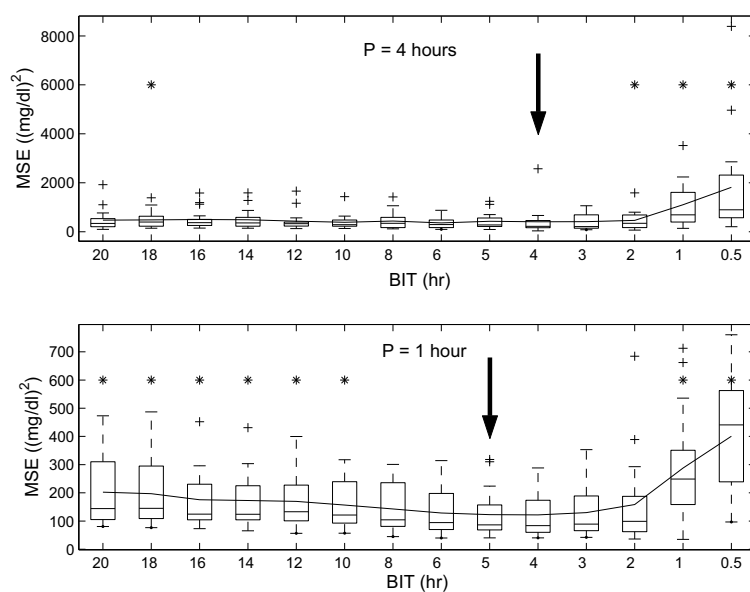 P = 4 hours
MSE ((mg/dl)²)
8000
6000
4000
2000
0
20 18 16 14 12 10 8 6 5 4 3 2 1 0.5
BIT (hr)
P = 1 hour
MSE ((mg/dl)²)
700
600
500
400
300
200
100
0
20 18 16 14 12 10 8 6 5 4 3 2 1 0.5
BIT (hr)